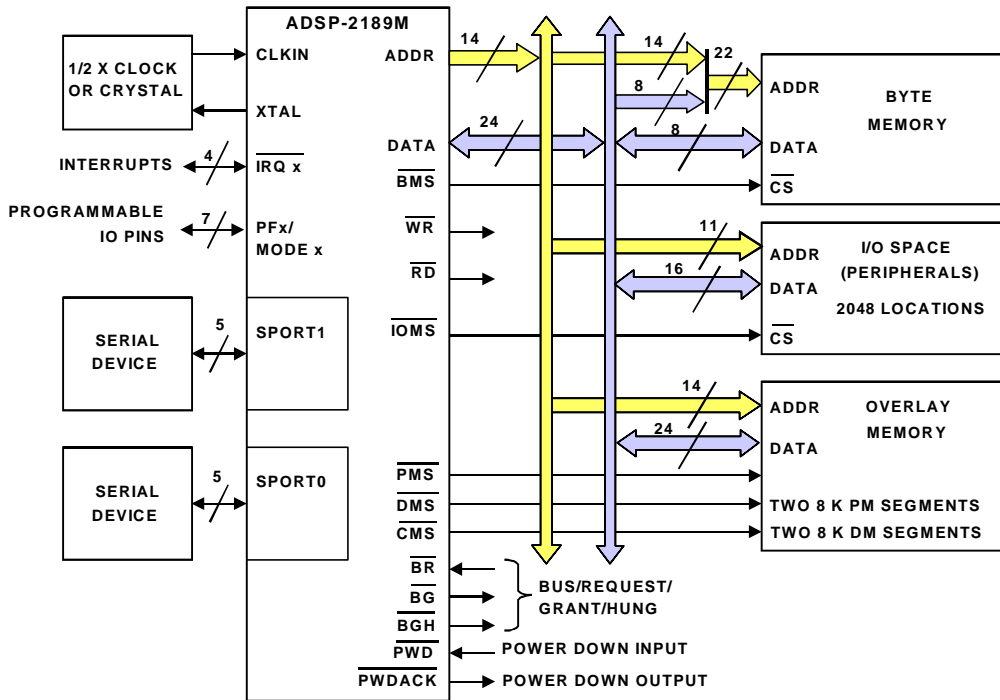 ADSP-2189M
1/2 X CLOCK
OR CRYSTAL
CLKIN
XTAL
INTERRUPTS
4
IRQ x
PROGRAMMABLE
IO PINS
7
PFx/
MODE x
SERIAL
DEVICE
5
SPORT1
SERIAL
DEVICE
5
SPORT0
ADDR
14
DATA
24
BMS
WR
RD
IOMS
PMS
DMS
CMS
BR
BG
BGH
BUS/REQUEST/
GRANT/HUNG
PWD
POWER DOWN INPUT
PWDACK
POWER DOWN OUTPUT
14
22
8
8
ADDR
BYTE
MEMORY
DATA
CS
11
16
ADDR
I/O SPACE
(PERIPHERALS)
DATA
2048 LOCATIONS
CS
14
24
ADDR
OVERLAY
MEMORY
DATA
TWO 8 K PM SEGMENTS
TWO 8 K DM SEGMENTS